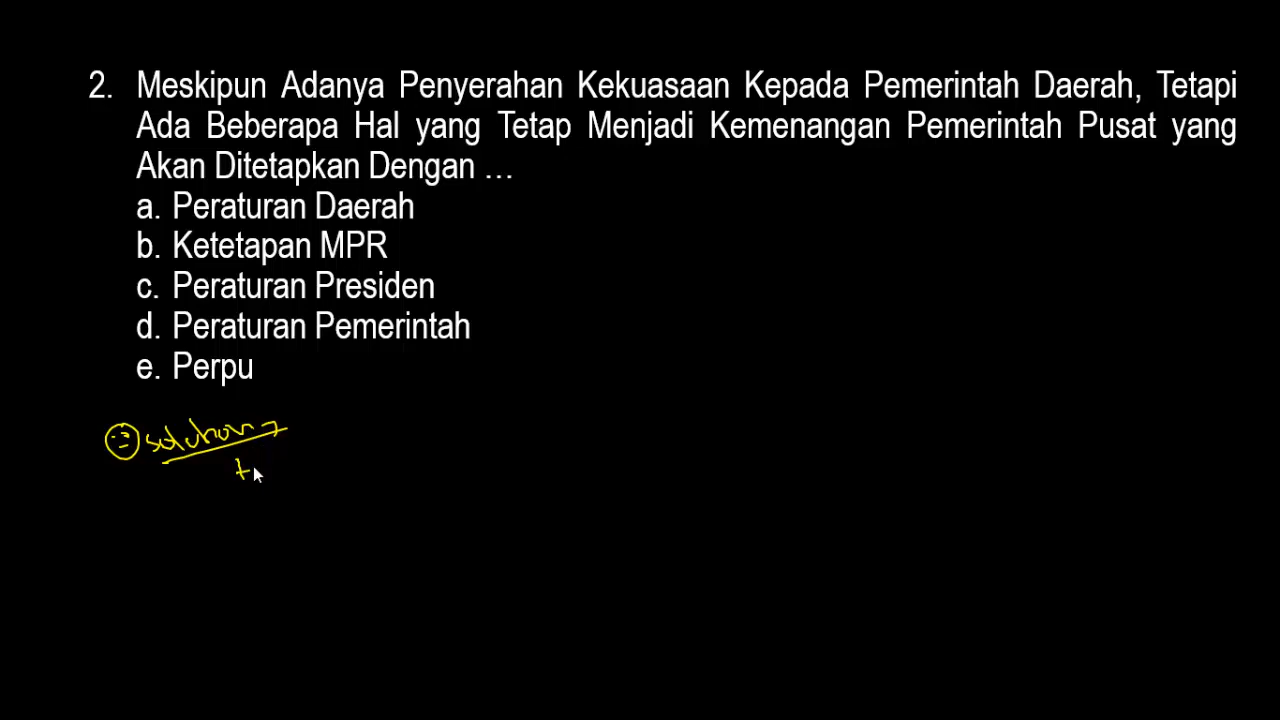 2. Meskipun Adanya Penyerahan Kekuasaan Kepada Pemerintah Daerah, Tetapi
Ada Beberapa Hal yang Tetap Menjadi Kemenangan Pemerintah Pusat yang
Akan Ditetapkan Dengan ...
a. Peraturan Daerah
b. Ketetapan MPR
c. Peraturan Presiden
d. Peraturan Pemerintah
e. Perpu
solution
t